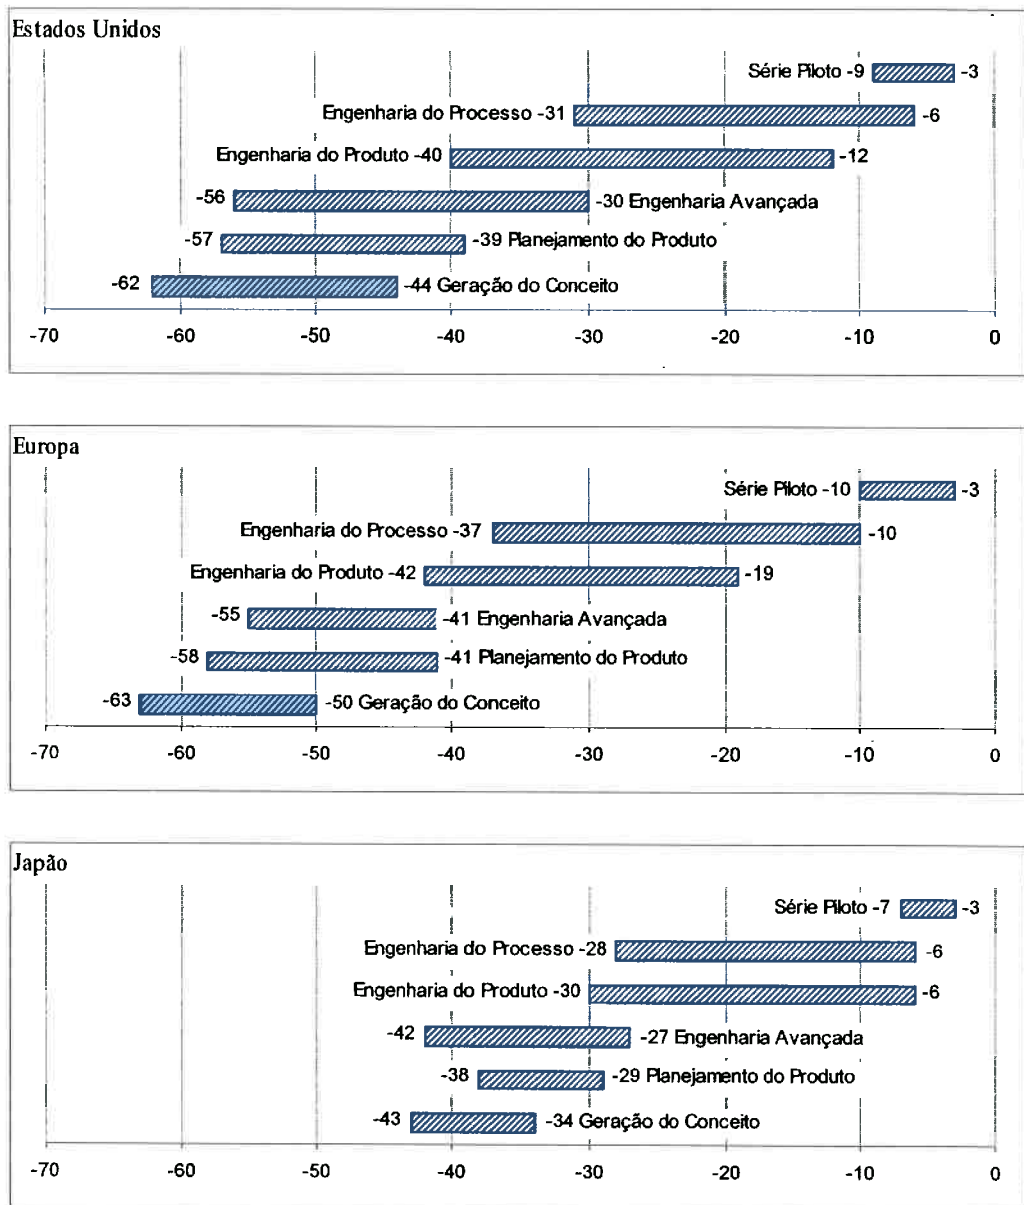 Estados Unidos
Série Piloto -9 -3
Engenharia do Processo -31 -6
Engenharia do Produto -40 -12
-56 -30 Engenharia Avançada
-57 -39 Planejamento do Produto
-62 -44 Geração do Conceito
-70 -60 -50 -40 -30 -20 -10 0
Europa
Série Piloto -10 -3
Engenharia do Processo -37 -10
Engenharia do Produto -42 -19
-55 -41 Engenharia Avançada
-58 -41 Planejamento do Produto
-63 -50 Geração do Conceito
-70 -60 -50 -40 -30 -20 -10 0
Japão
Série Piloto -7 -3
Engenharia do Processo -28 -6
Engenharia do Produto -30 -6
-42 -27 Engenharia Avançada
-38 -29 Planejamento do Produto
-43 -34 Geração do Conceito
-70 -60 -50 -40 -30 -20 -10 0